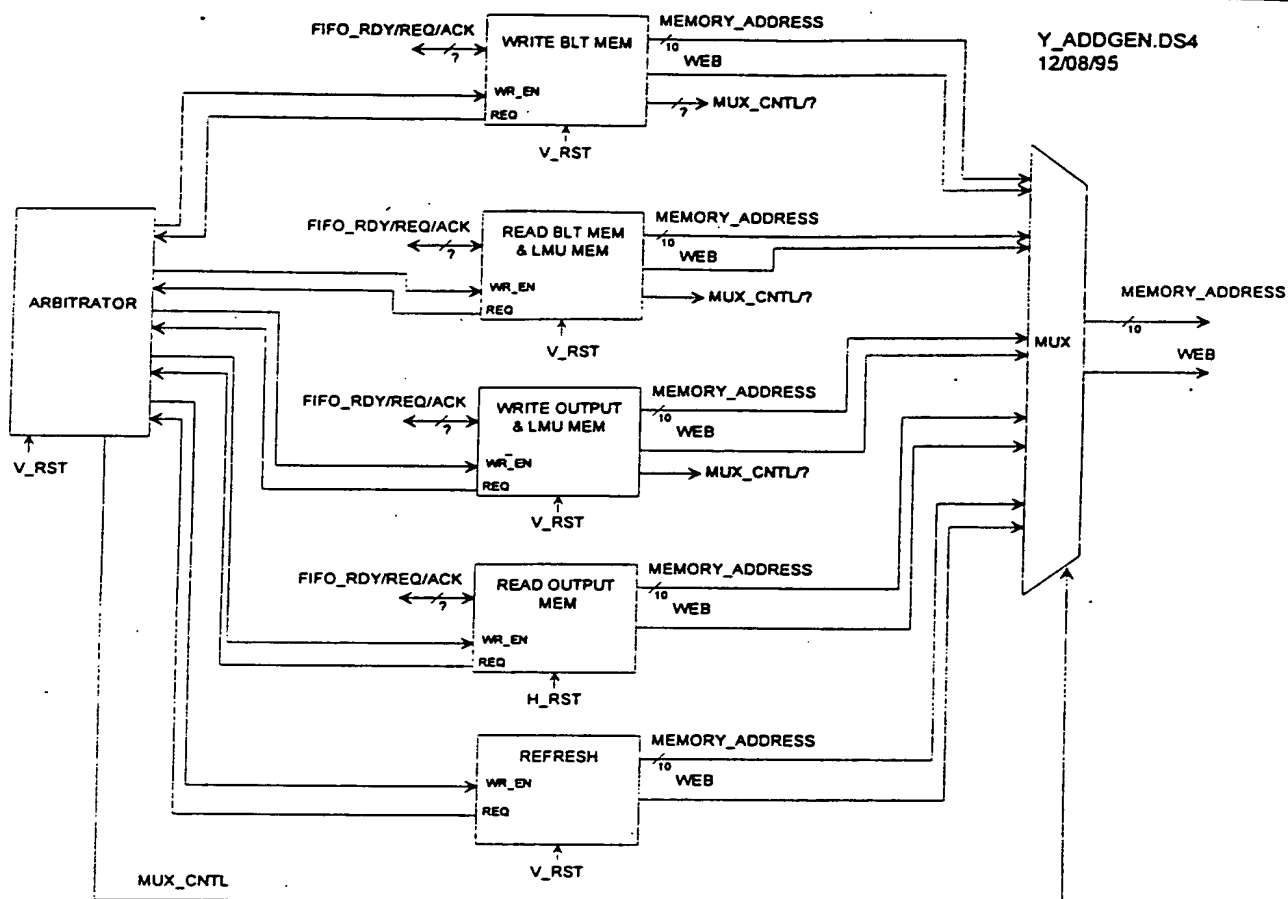 Y_ADDGEN.DS4
12/08/95
FIFO_RDY/REQ/ACK
?
WRITE BLT MEM
WR_EN
REQ
V_RST
MEMORY_ADDRESS
10
WEB
?
MUX_CNTL/?
FIFO_RDY/REQ/ACK
?
READ BLT MEM
& LMU MEM
WR_EN
REQ
V_RST
MEMORY_ADDRESS
10
WEB
MUX_CNTL/?
ARBITRATOR
V_RST
FIFO_RDY/REQ/ACK
?
WRITE OUTPUT
& LMU MEM
WR_EN
REQ
V_RST
MEMORY_ADDRESS
10
WEB
MUX_CNTL/?
FIFO_RDY/REQ/ACK
?
READ OUTPUT
MEM
WR_EN
REQ
H_RST
MEMORY_ADDRESS
10
WEB
REFRESH
WR_EN
REQ
V_RST
MEMORY_ADDRESS
10
WEB
MUX
MEMORY_ADDRESS
10
WEB
MUX_CNTL